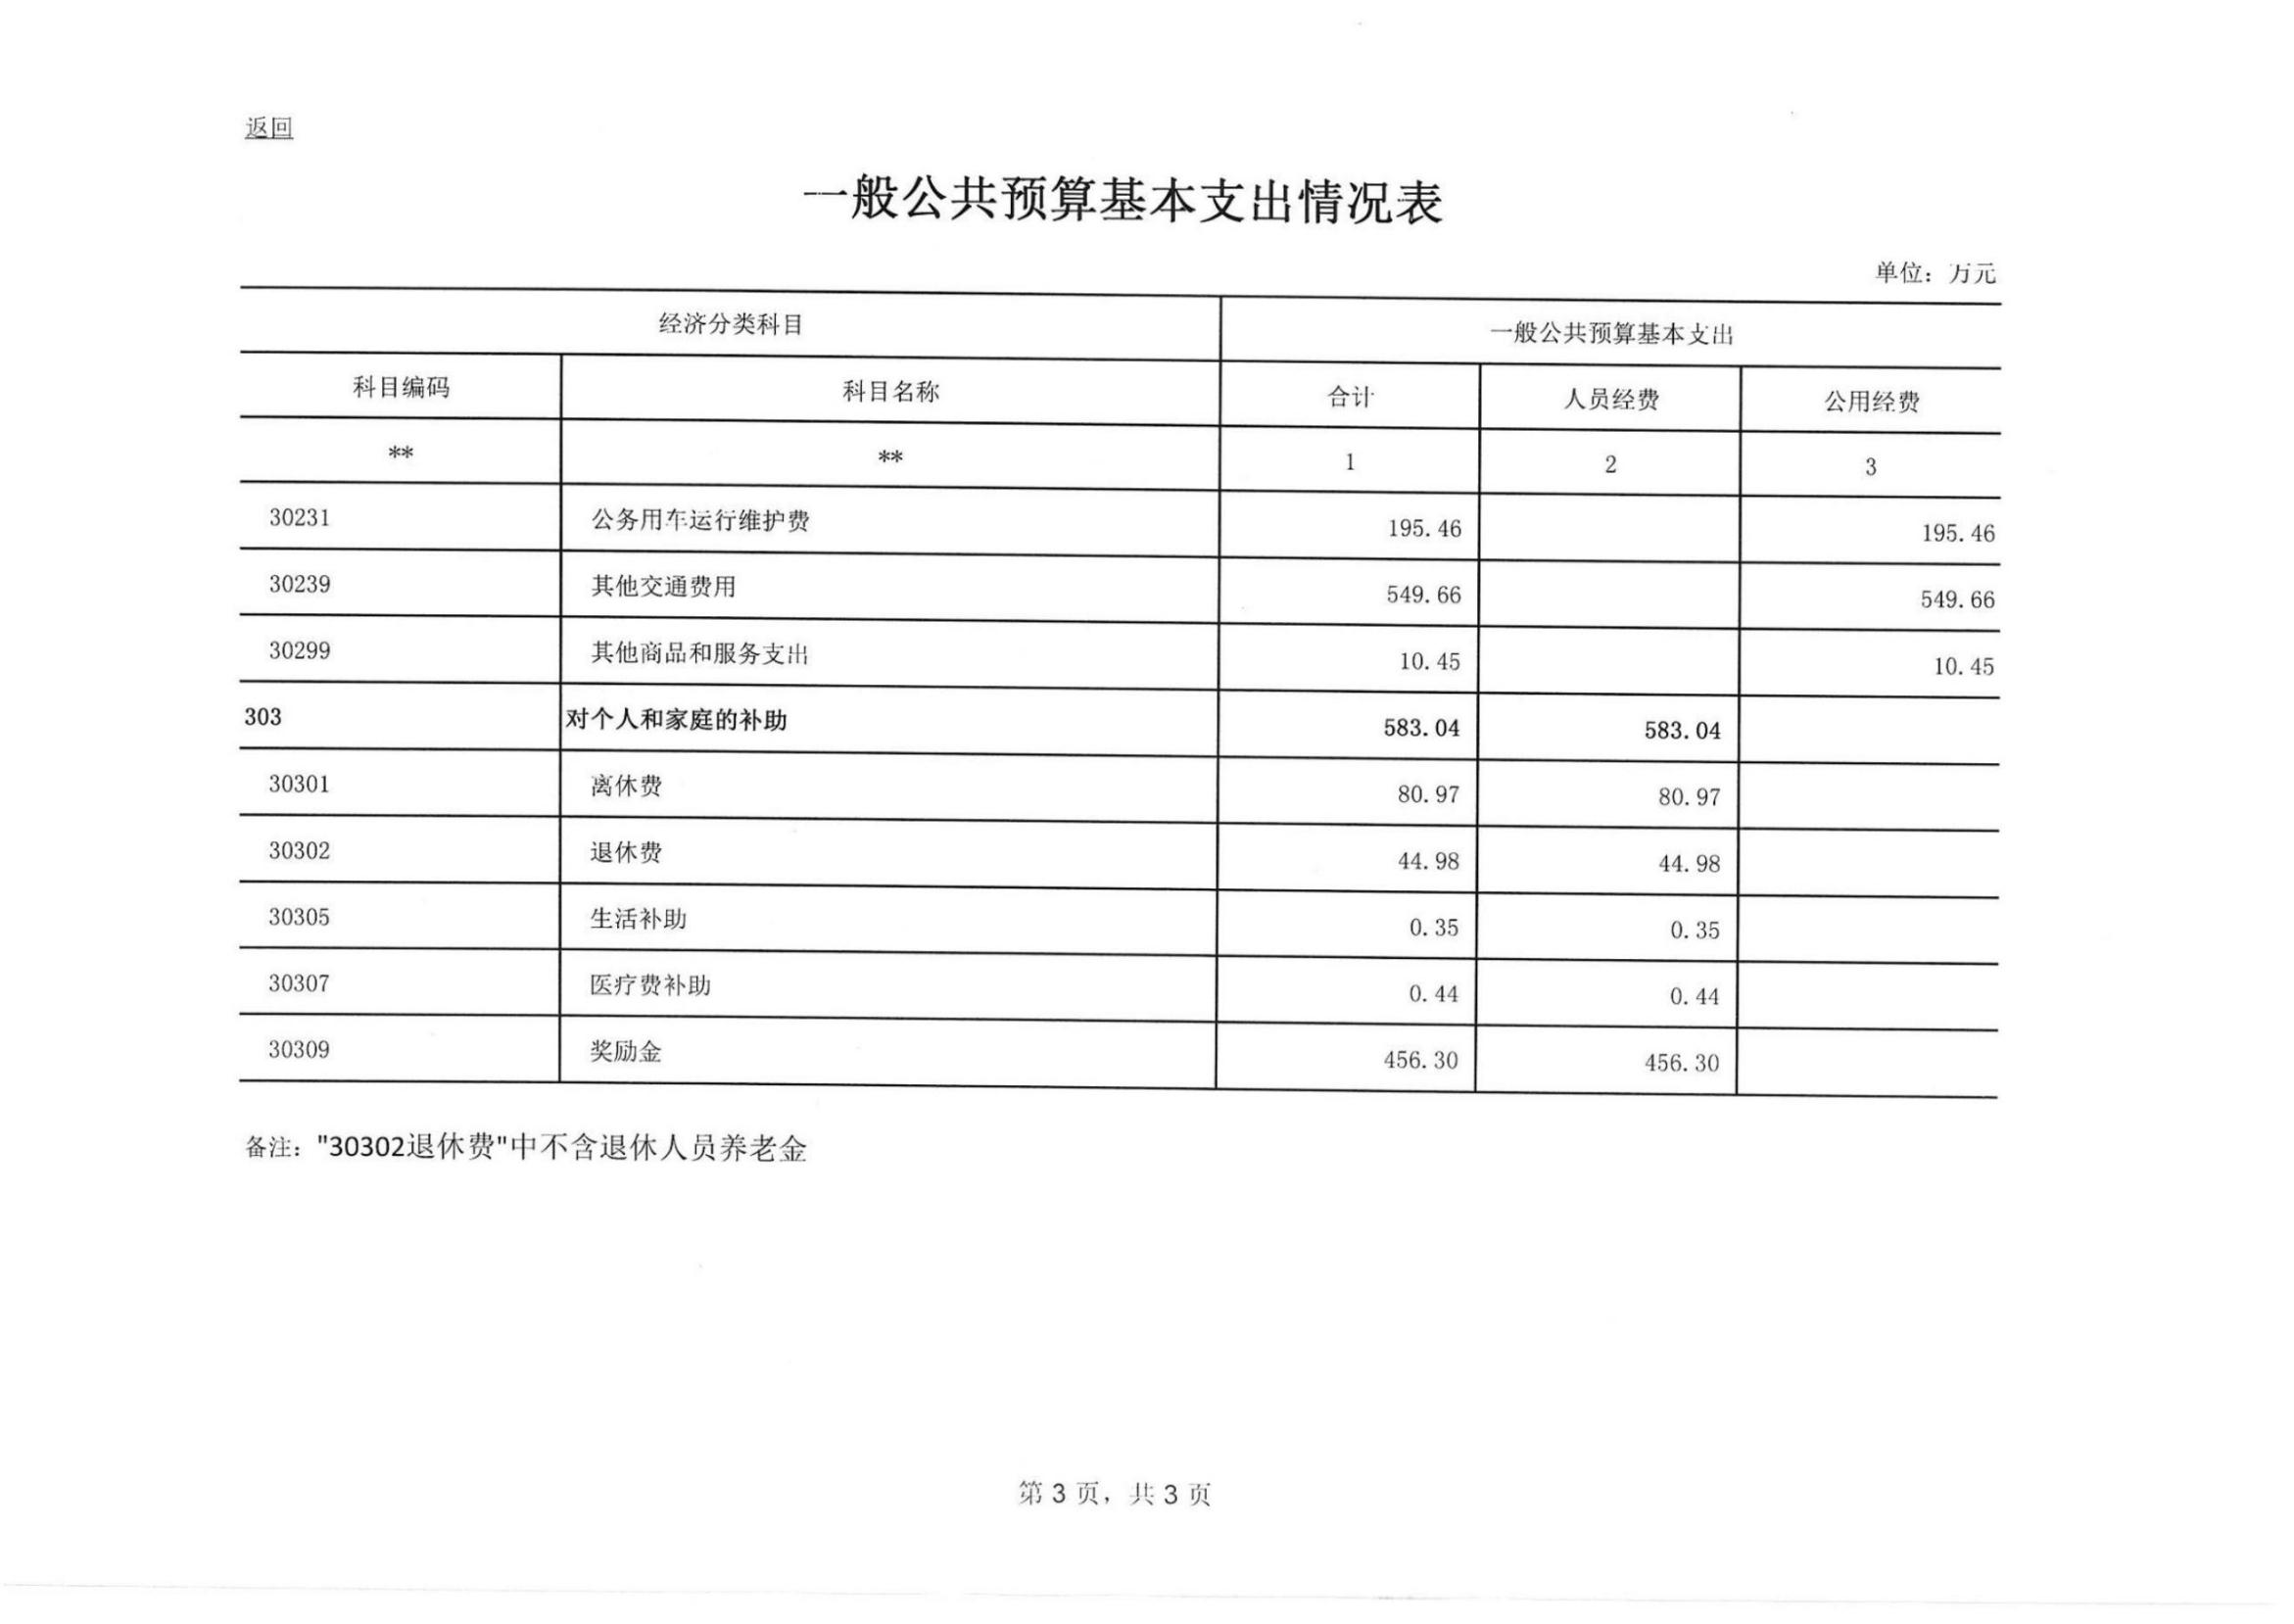 返回
一般公共预算基本支出情况表
单位：万元
经济分类科目 一般公共预算基本支出
科目编码 科目名称 合计 人员经费 公用经费
** ** 1 2 3
30231 公务用车运行维护费 195.46 195.46
30239 其他交通费用 549.66 549.66
30299 其他商品和服务支出 10.45 10.45
303 对个人和家庭的补助 583.04 583.04
30301 离休费 80.97 80.97
30302 退休费 44.98 44.98
30305 生活补助 0.35 0.35
30307 医疗费补助 0.44 0.44
30309 奖励金 456.30 456.30
备注："30302退休费"中不含退休人员养老金
第 3 页，共 3 页